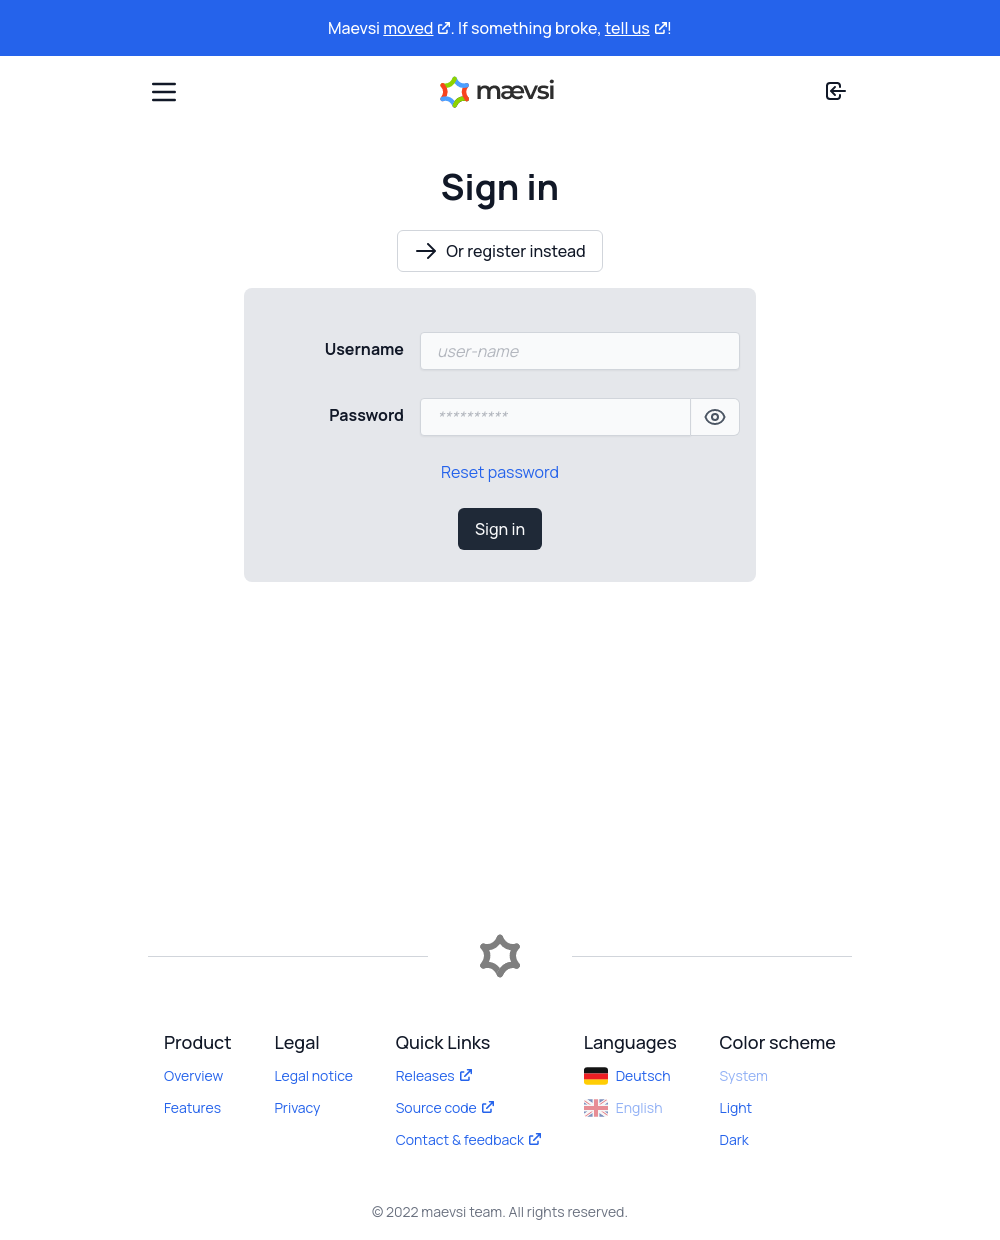 Maevsi moved . If something broke, tell us !
mævsi
Sign in
Or register instead
Username
user-name
Password
**********
Reset password
Sign in
Product
Overview
Features
Legal
Legal notice
Privacy
Quick Links
Releases
Source code
Contact & feedback
Languages
Deutsch
English
Color scheme
System
Light
Dark
© 2022 maevsi team. All rights reserved.